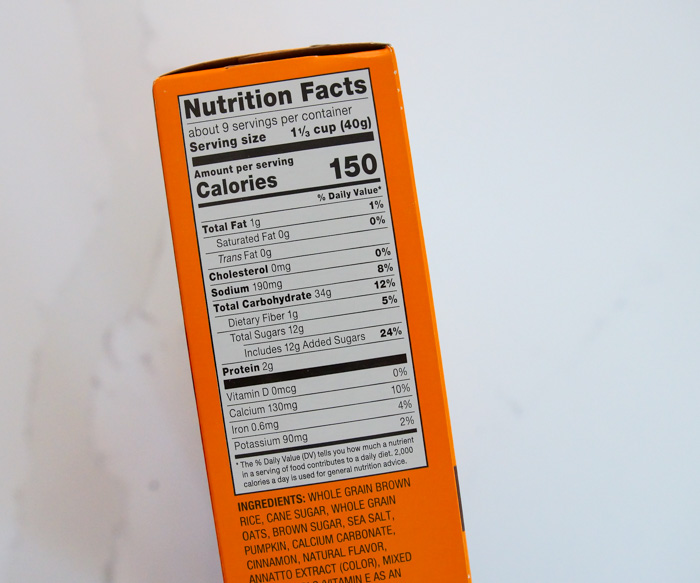 Nutrition Facts
about 9 servings per container
Serving size 1⅓ cup (40g)
Amount per serving
Calories 150
% Daily Value*
Total Fat 1g 1%
Saturated Fat 0g 0%
Trans Fat 0g
Cholesterol 0mg 0%
Sodium 190mg 8%
Total Carbohydrate 34g 12%
Dietary Fiber 1g 5%
Total Sugars 12g
Includes 12g Added Sugars 24%
Protein 2g
Vitamin D 0mcg 0%
Calcium 130mg 10%
Iron 0.6mg 4%
Potassium 90mg 2%
* The % Daily Value (DV) tells you how much a nutrient
in a serving of food contributes to a daily diet. 2,000
calories a day is used for general nutrition advice.
INGREDIENTS: WHOLE GRAIN BROWN
RICE, CANE SUGAR, WHOLE GRAIN
OATS, BROWN SUGAR, SEA SALT,
PUMPKIN, CALCIUM CARBONATE,
CINNAMON, NATURAL FLAVOR,
ANNATTO EXTRACT (COLOR), MIXED
VITAMIN E AS AN